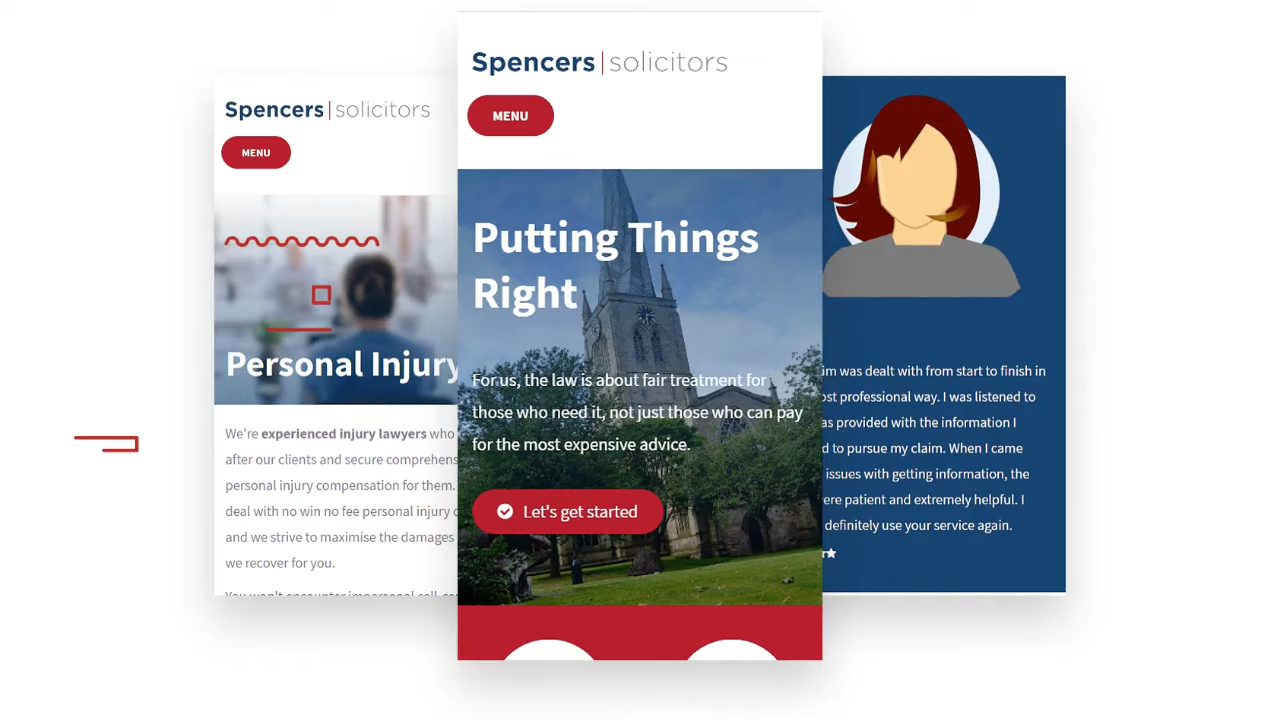 Spencers|solicitors
MENU
Personal Injury
We're experienced injury lawyers who
after our clients and secure
personal injury compensation for them.
deal with no win no fee personal injury
and we strive to maximise the damages
we recover for you.
You won't encounter impersonal
Spencers|solicitors
MENU
Putting Things
Right
For us, the law is about fair treatment for
those who need it, not just those who can pay
for the most expensive advice.
Let's get started
was dealt with from start to finish in
professional way. I was listened to
provided with the information I
to pursue my claim. When I came
issues with getting information, the
patient and extremely helpful. I
definitely use your service again.